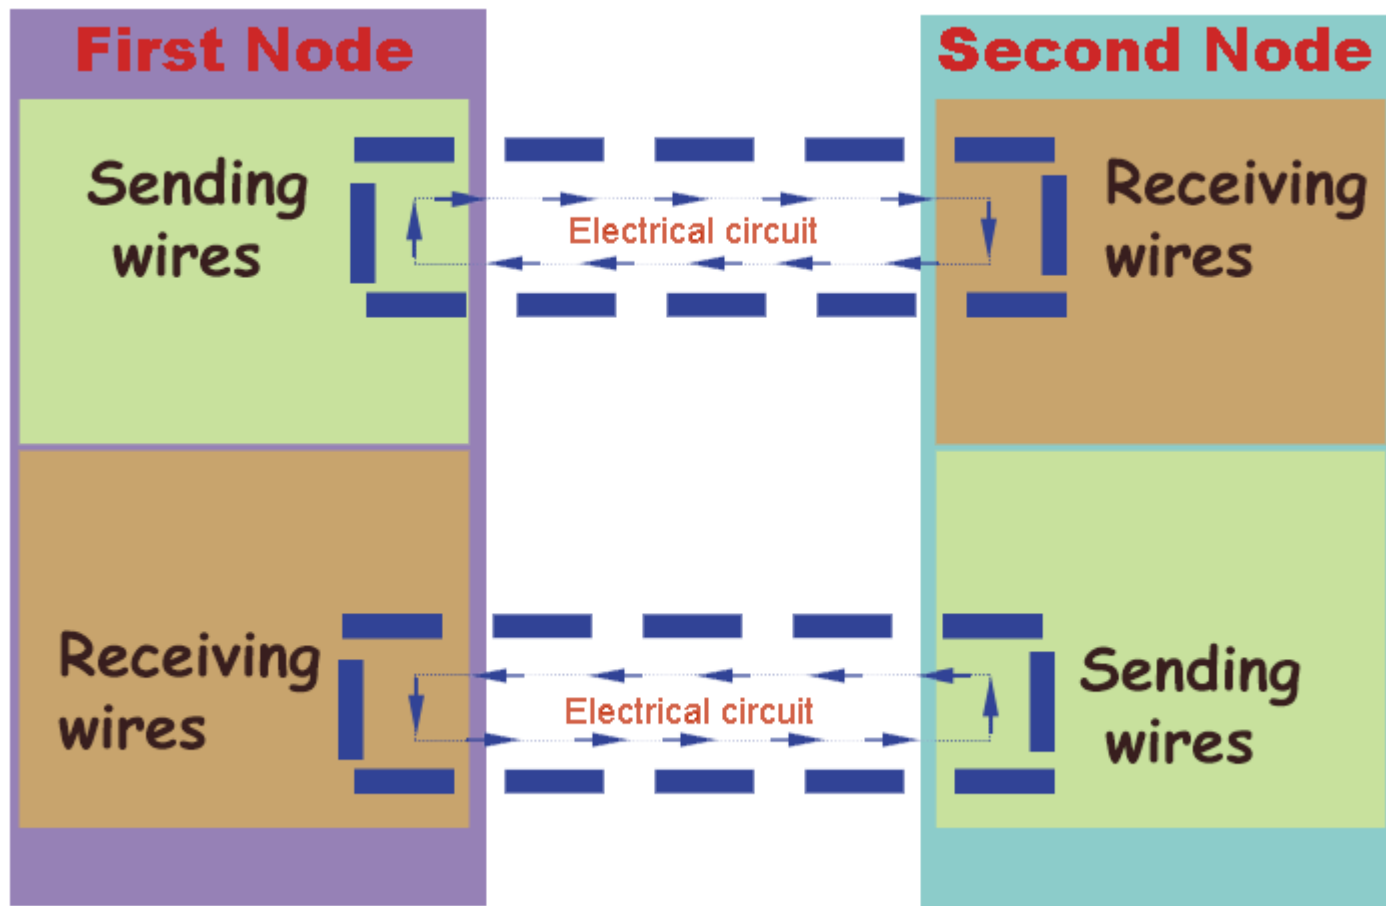 First Node
Second Node
Sending
wires
Electrical circuit
Receiving
wires
Receiving
wires
Electrical circuit
Sending
wires